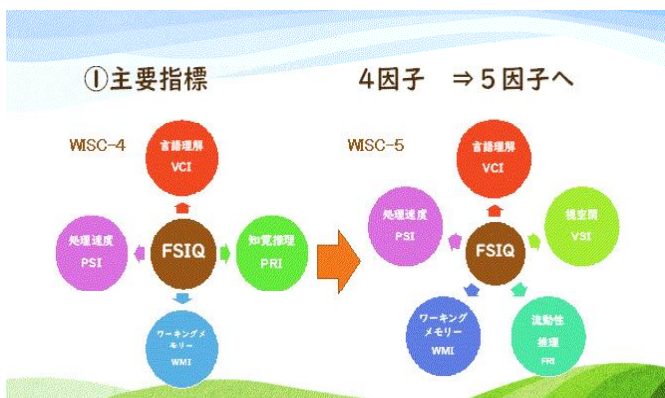 ①主要指標
4因子 ⇒5因子へ
WISC-4
言語理解
VCI
処理速度
PSI
FSIQ
知覚推理
PRI
ワーキングメ
モリー
WMI
WISC-5
言語理解
VCI
処理速度
PSI
FSIQ
視空間
VSI
ワーキング
メモリー
WMI
流動性
推理
FRI